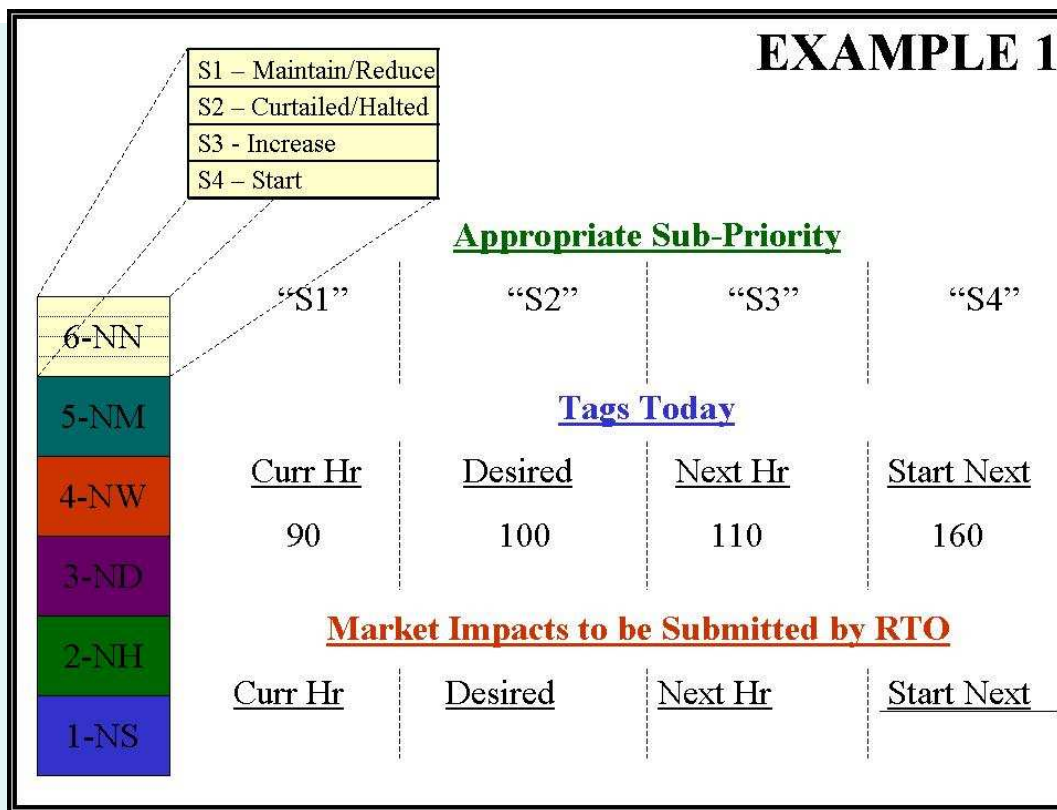 EXAMPLE 1
S1 – Maintain/Reduce
S2 – Curtailed/Halted
S3 - Increase
S4 – Start
Appropriate Sub-Priority
“S1” “S2” “S3” “S4”
6-NN
5-NM
4-NW
3-ND
2-NH
1-NS
Tags Today
Curr Hr Desired Next Hr Start Next
90 100 110 160
Market Impacts to be Submitted by RTO
Curr Hr Desired Next Hr Start Next